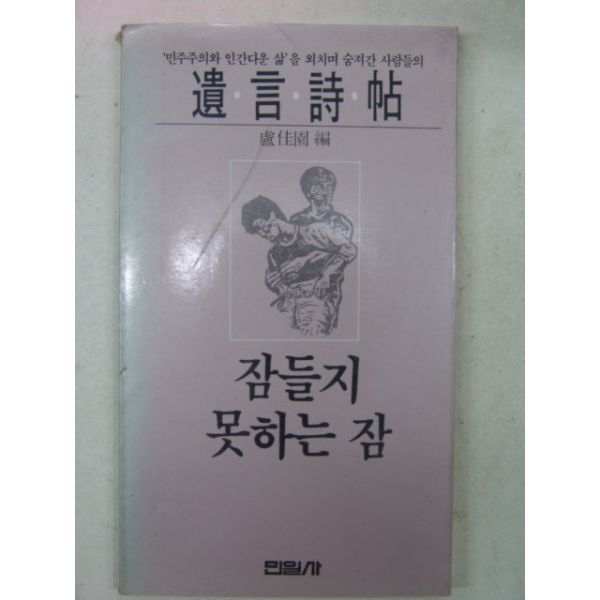 '민주주의와 인간다운 삶'을 외치며 숨져간 사람들의
遺·言·詩·帖
盧佳園 編
잠들지
못하는 잠
민일사